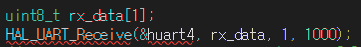 uint8_t rx_data[1];
HAL_UART_Receive(&huart4, rx_data, 1, 1000);